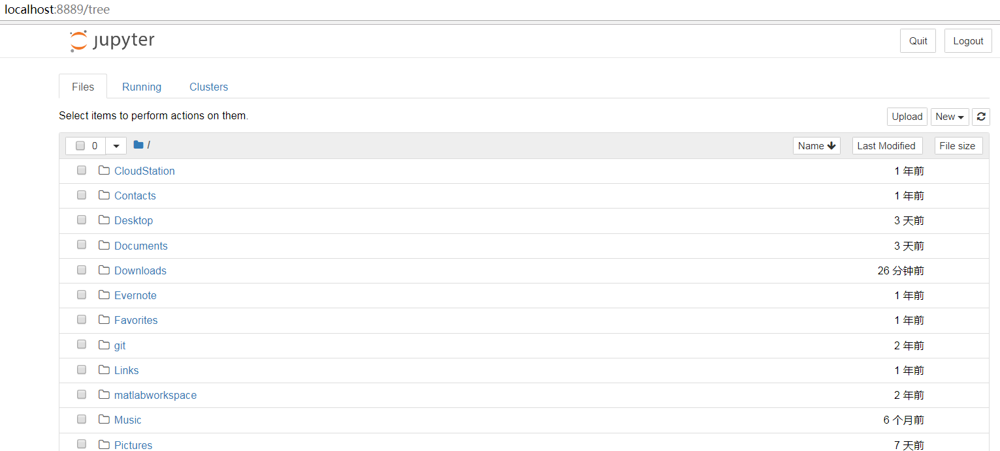 localhost:8889/tree
jupyter Quit Logout
Files Running Clusters
Select items to perform actions on them. Upload New
0 / Name Last Modified File size
CloudStation 1 年前
Contacts 1 年前
Desktop 3 天前
Documents 3 天前
Downloads 26 分钟前
Evernote 1 年前
Favorites 1 年前
git 2 年前
Links 1 年前
matlabworkspace 2 年前
Music 6 个月前
Pictures 7 天前